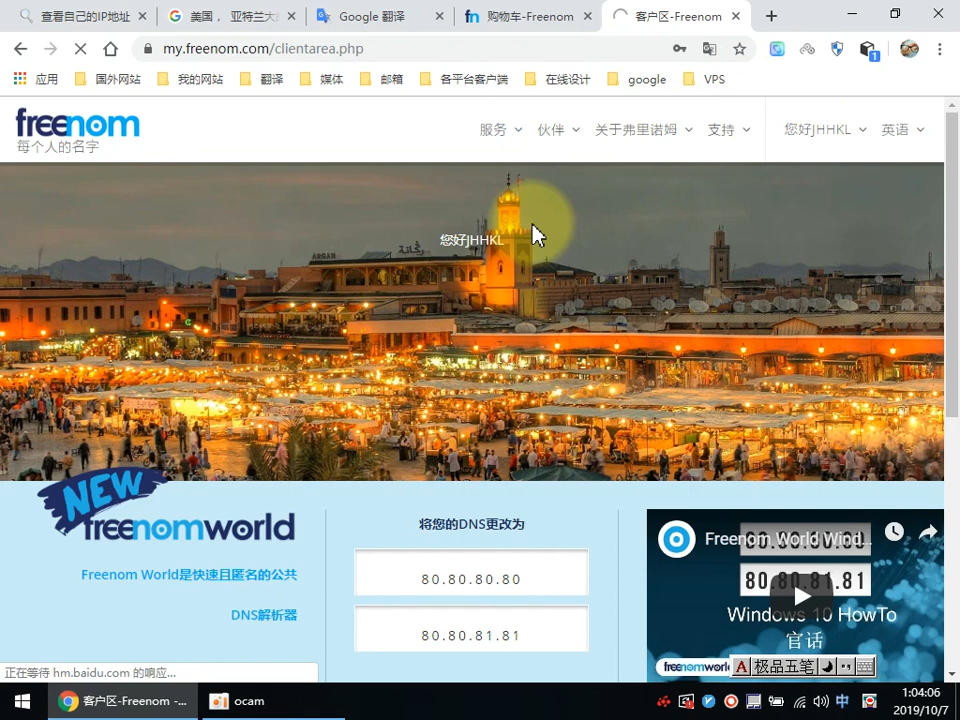 查看自己的IP地址
美国， 亚特兰大
Google 翻译
购物车-Freenom
客户区-Freenom
my.freenom.com/clientarea.php
应用 国外网站 我的网站 翻译 媒体 邮箱 各平台客户端 在线设计 google VPS
freenom
每个人的名字
服务 伙伴 关于弗里诺姆 支持 您好JHHKL 英语
您好JHHKL
ARGAN
NEW
freenomworld
Freenom World是快速且匿名的公共
DNS解析器
将您的DNS更改为
80.80.80.80
80.80.81.81
Freenom World Wind...
80.80.80.80
80.80.81.81
Windows 10 HowTo
官话
freenomworld
A 极品五笔
正在等待 hm.baidu.com 的响应...
客户区-Freenom -...
ocam
中
1:04:06
2019/10/7